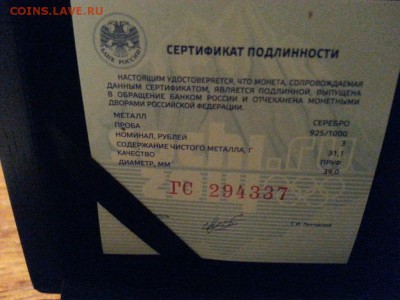 COINS.LAVE.RU
БАНК РОССИИ
СЕРТИФИКАТ ПОДЛИННОСТИ
НАСТОЯЩИМ УДОСТОВЕРЯЕТСЯ, ЧТО МОНЕТА, СОПРОВОЖДАЕМАЯ
ДАННЫМ СЕРТИФИКАТОМ, ЯВЛЯЕТСЯ ПОДЛИННОЙ, ВЫПУЩЕНА
В ОБРАЩЕНИЕ БАНКОМ РОССИИ И ОТЧЕКАНЕНА МОНЕТНЫМИ
ДВОРАМИ РОССИЙСКОЙ ФЕДЕРАЦИИ.
МЕТАЛЛ СЕРЕБРО
ПРОБА 925/1000
НОМИНАЛ, РУБЛЕЙ 3
СОДЕРЖАНИЕ ЧИСТОГО МЕТАЛЛА, Г 31,1
КАЧЕСТВО ПРУФ
ДИАМЕТР, ММ 39,0
ГС 294337